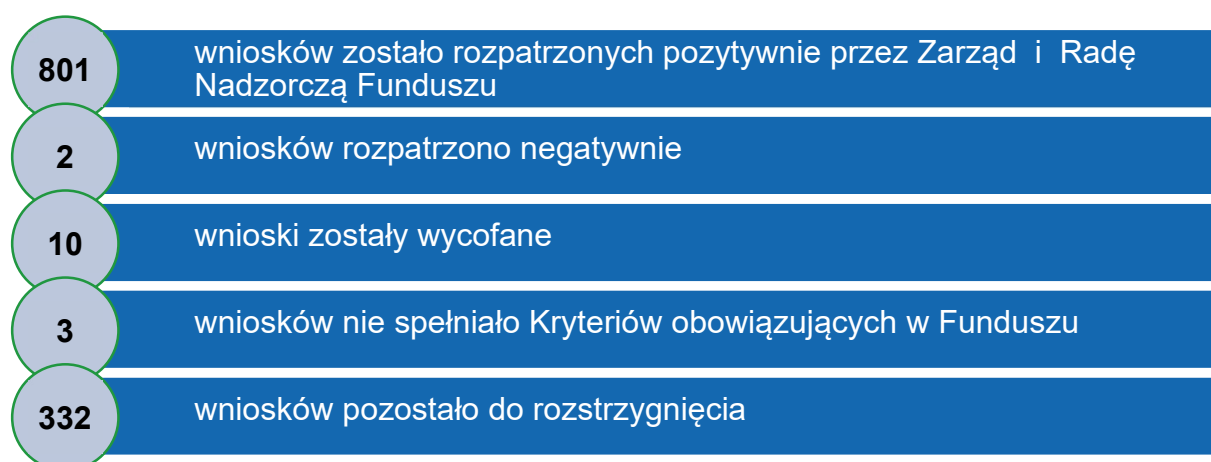 801
wniosków zostało rozpatrzonych pozytywnie przez Zarząd i Radę
Nadzorczą Funduszu
2
wniosków rozpatrzono negatywnie
10
wnioski zostały wycofane
3
wniosków nie spełniało Kryteriów obowiązujących w Funduszu
332
wniosków pozostało do rozstrzygnięcia